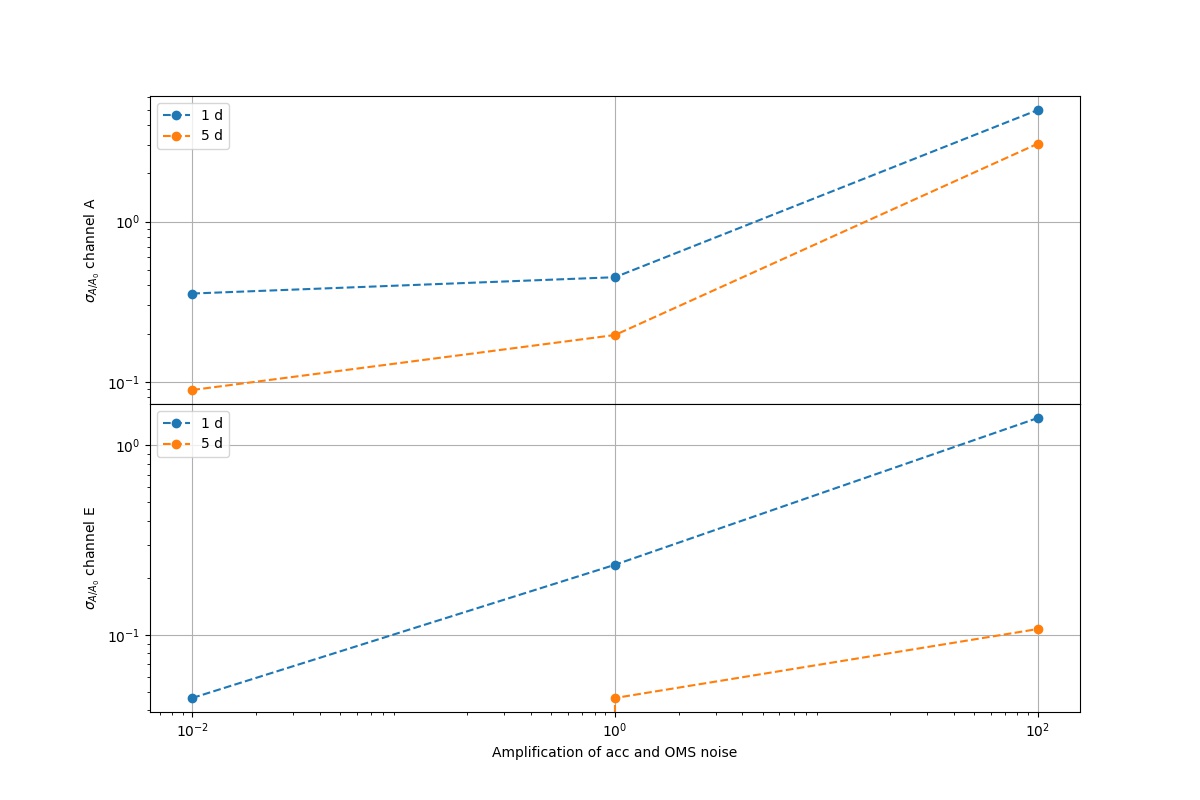 1 d
5 d
10⁰
10⁻¹
σ_{A/A₀} channel A
1 d
5 d
10⁰
10⁻¹
σ_{A/A₀} channel E
10⁻² 10⁰ 10²
Amplification of acc and OMS noise